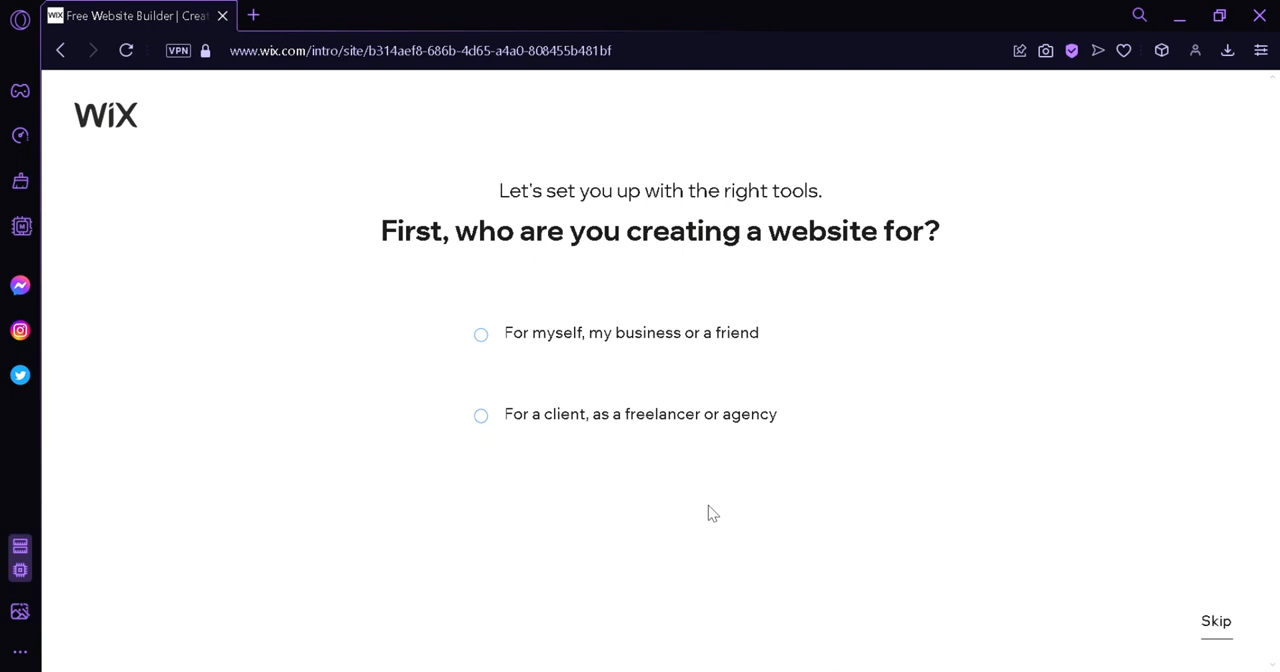 WiX Free Website Builder | Creat
VPN www.wix.com/intro/site/b314aef8-686b-4d65-a4a0-808455b481bf
WiX
Let's set you up with the right tools.
First, who are you creating a website for?
For myself, my business or a friend
For a client, as a freelancer or agency
Skip